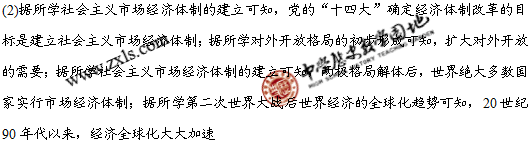 (2)据所学社会主义市场经济体制的建立可知，党的“十四大”确定经济体制改革的目
标是建立社会主义市场经济体制；据所学对外开放格局的初步形成可知，扩大对外开放
的需要；据所学社会主义市场经济体制的建立可知，两极格局解体后，世界绝大多数国
家实行市场经济体制；据所学第二次世界大战后世界经济的全球化趋势可知，20世纪
90年代以来，经济全球化大大加速
www.zxls.com